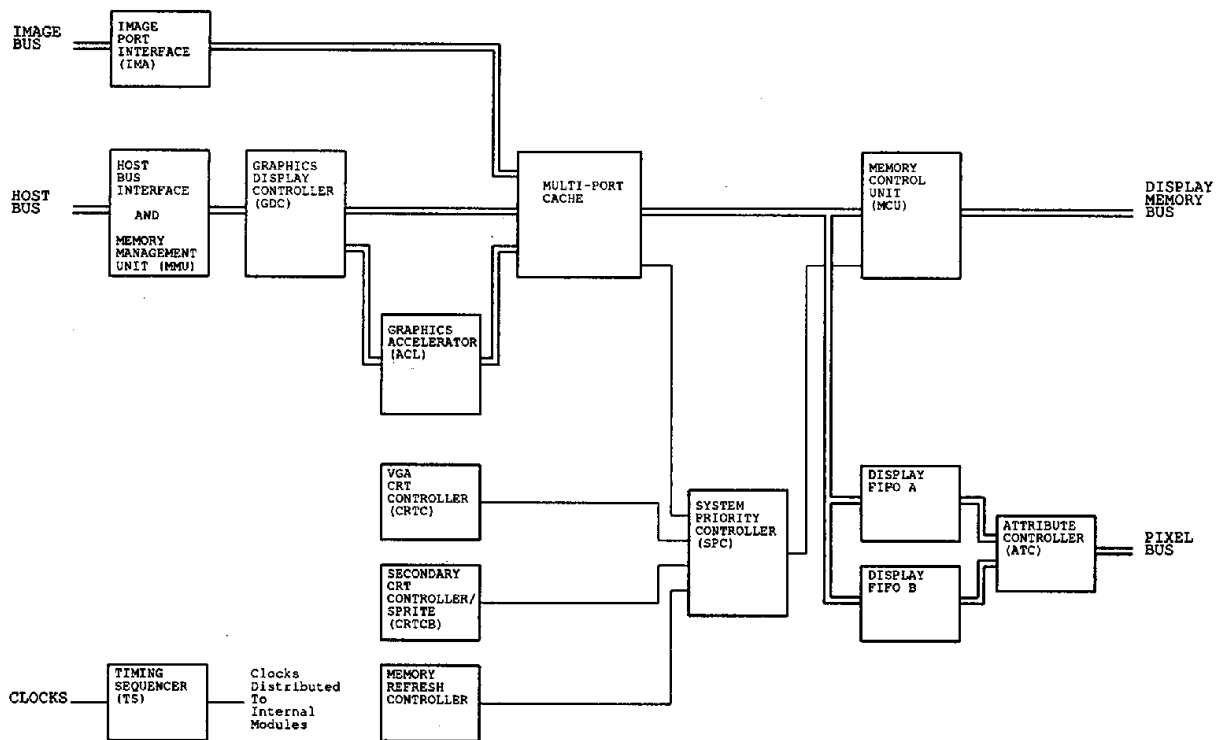 IMAGE
BUS
IMAGE
PORT
INTERFACE
(IMA)
HOST
BUS
HOST
BUS
INTERFACE
AND
MEMORY
MANAGEMENT
UNIT (MMU)
GRAPHICS
DISPLAY
CONTROLLER
(GDC)
MULTI-PORT
CACHE
MEMORY
CONTROL
UNIT
(MCU)
DISPLAY
MEMORY
BUS
GRAPHICS
ACCELERATOR
(ACL)
VGA
CRT
CONTROLLER
(CRTC)
SYSTEM
PRIORITY
CONTROLLER
(SPC)
DISPLAY
FIFO A
ATTRIBUTE
CONTROLLER
(ATC)
PIXEL
BUS
SECONDARY
CRT
CONTROLLER/
SPRITE
(CRTCB)
DISPLAY
FIFO B
CLOCKS
TIMING
SEQUENCER
(TS)
Clocks
Distributed
To
Internal
Modules
MEMORY
REFRESH
CONTROLLER